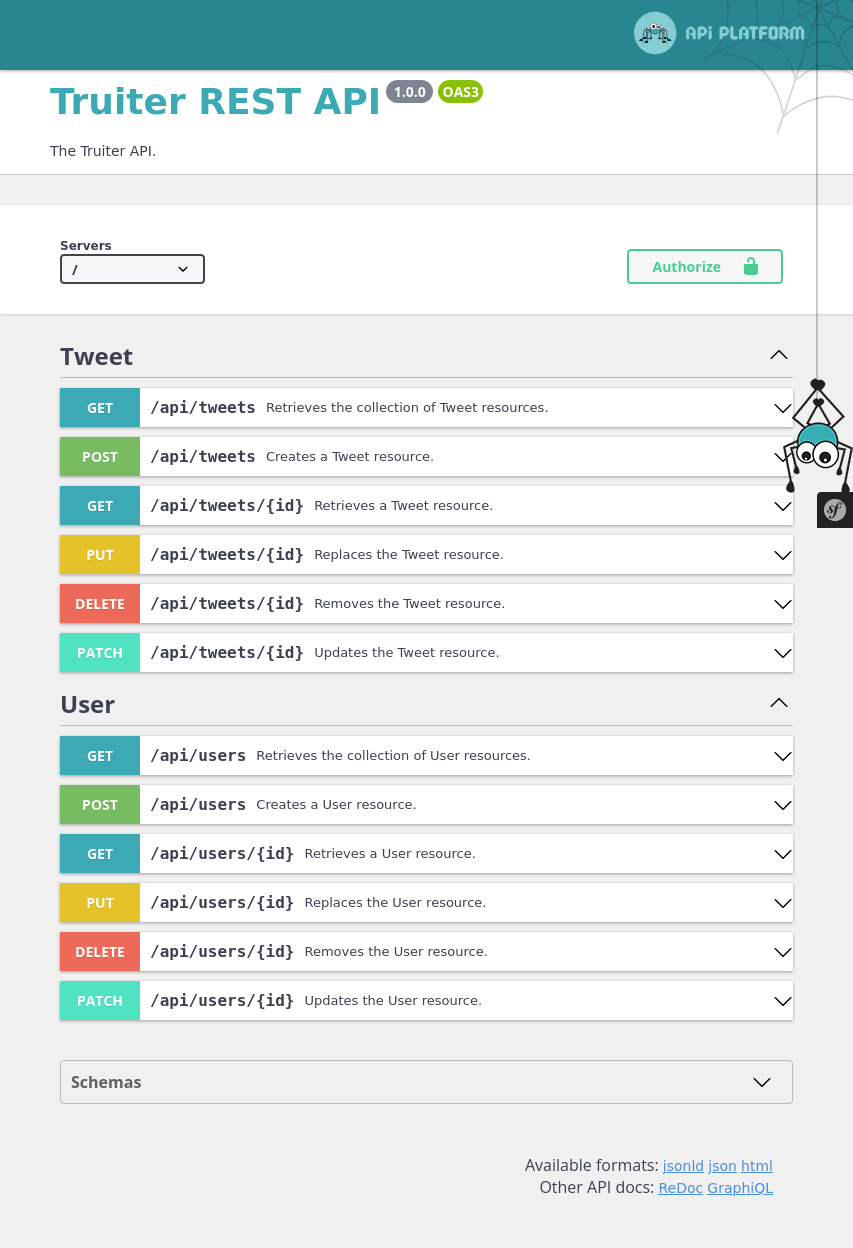 API PLATFORM
Truiter REST API 1.0.0 OAS3
The Truiter API.
Servers
/
Authorize
Tweet
GET /api/tweets Retrieves the collection of Tweet resources.
POST /api/tweets Creates a Tweet resource.
GET /api/tweets/{id} Retrieves a Tweet resource.
sf
PUT /api/tweets/{id} Replaces the Tweet resource.
DELETE /api/tweets/{id} Removes the Tweet resource.
PATCH /api/tweets/{id} Updates the Tweet resource.
User
GET /api/users Retrieves the collection of User resources.
POST /api/users Creates a User resource.
GET /api/users/{id} Retrieves a User resource.
PUT /api/users/{id} Replaces the User resource.
DELETE /api/users/{id} Removes the User resource.
PATCH /api/users/{id} Updates the User resource.
Schemas
Available formats: jsonld json html
Other API docs: ReDoc GraphiQL